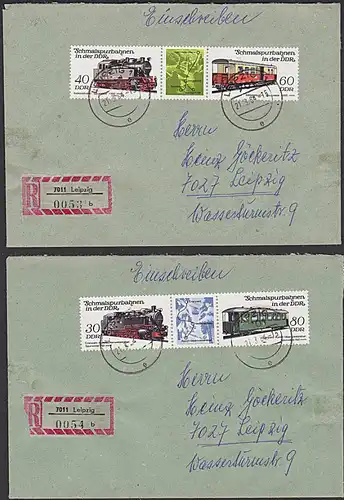 Einschreiben
Schmalspurbahnen
in der DDR
Schmalspurbahnen
in der DDR
40
DDR
60
DDR
Herrn
Heinz Göckeritz
7027 Leipzig
Wasserturmstr. 9
R
7011 Leipzig
0053 b
Einschreiben
Schmalspurbahnen
in der DDR
Schmalspurbahnen
in der DDR
30
DDR
80
DDR
Herrn
Heinz Göckeritz
7027 Leipzig
Wasserturmstr. 9
R
7011 Leipzig
0054 b